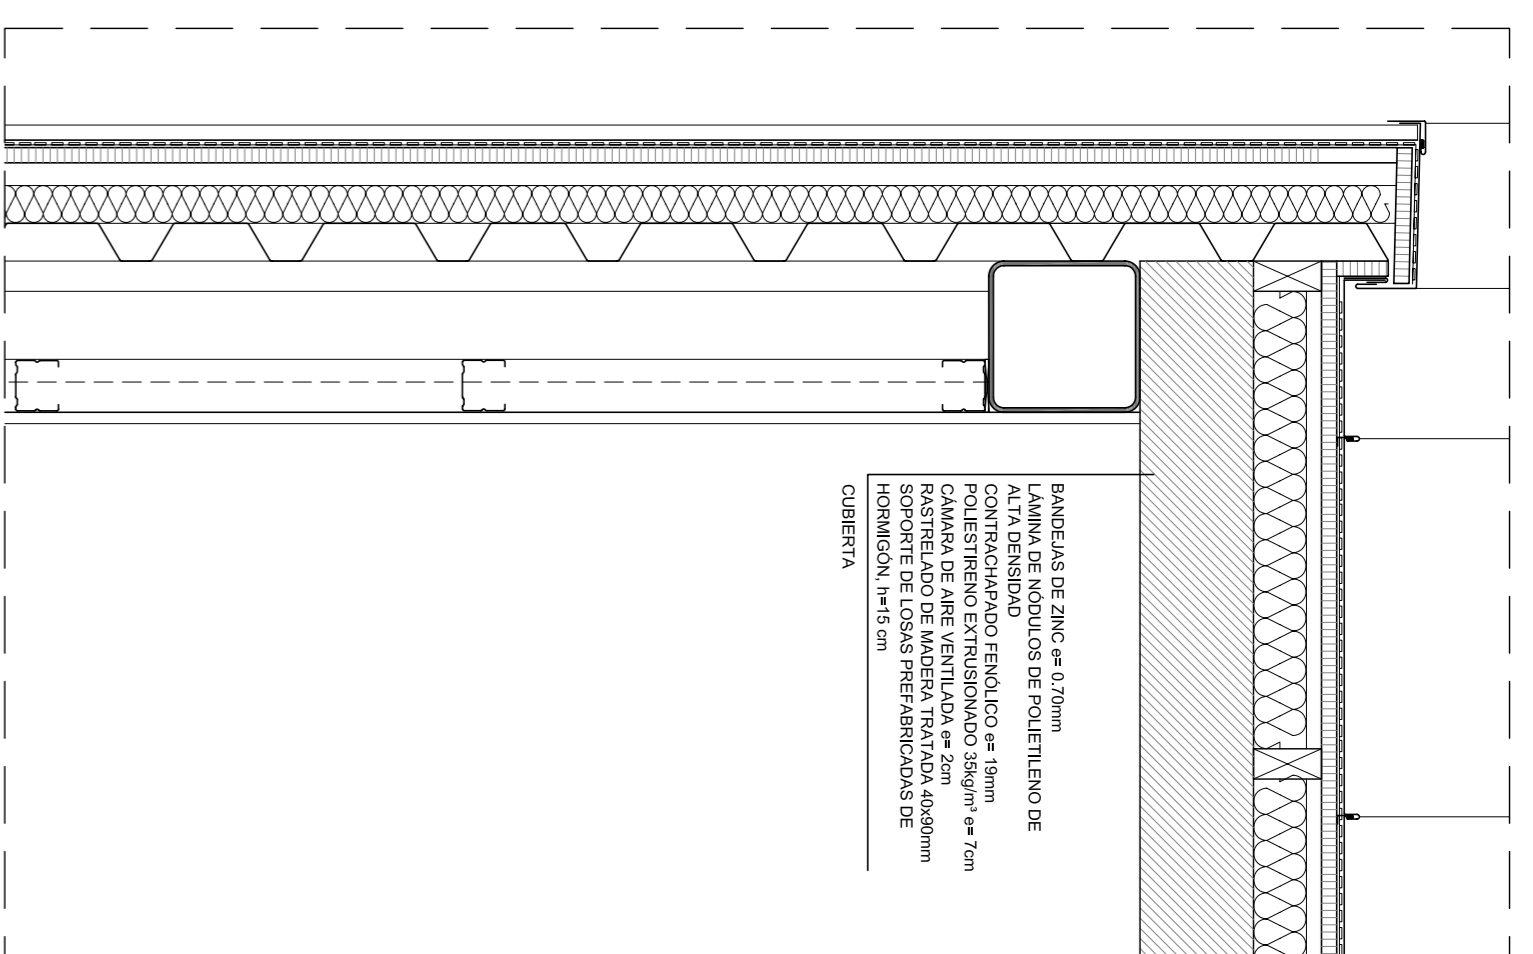 BANDEJAS DE ZINC e= 0.70mm
LÁMINA DE NÓDULOS DE POLIETILENO DE
ALTA DENSIDAD
CONTRACHAPADO FENÓLICO e= 19mm
POLIESTIRENO EXTRUSIONADO 35kg/m³ e= 7cm
CÁMARA DE AIRE VENTILADA e= 2cm
RASTRELADO DE MADERA TRATADA 40x90mm
SOPORTE DE LOSAS PREFABRICADAS DE
HORMIGÓN, h=15 cm
CUBIERTA